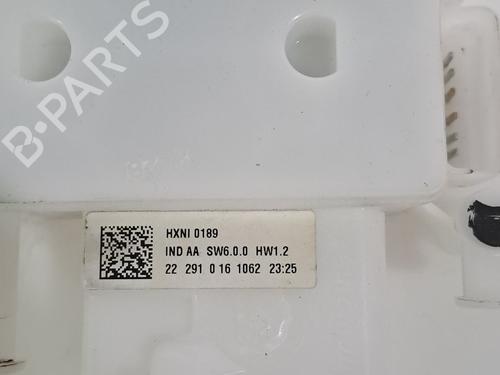 B-PARTS
HXNI 0189
IND AA SW6.0.0 HW1.2
22 291 0 16 1062 23:25